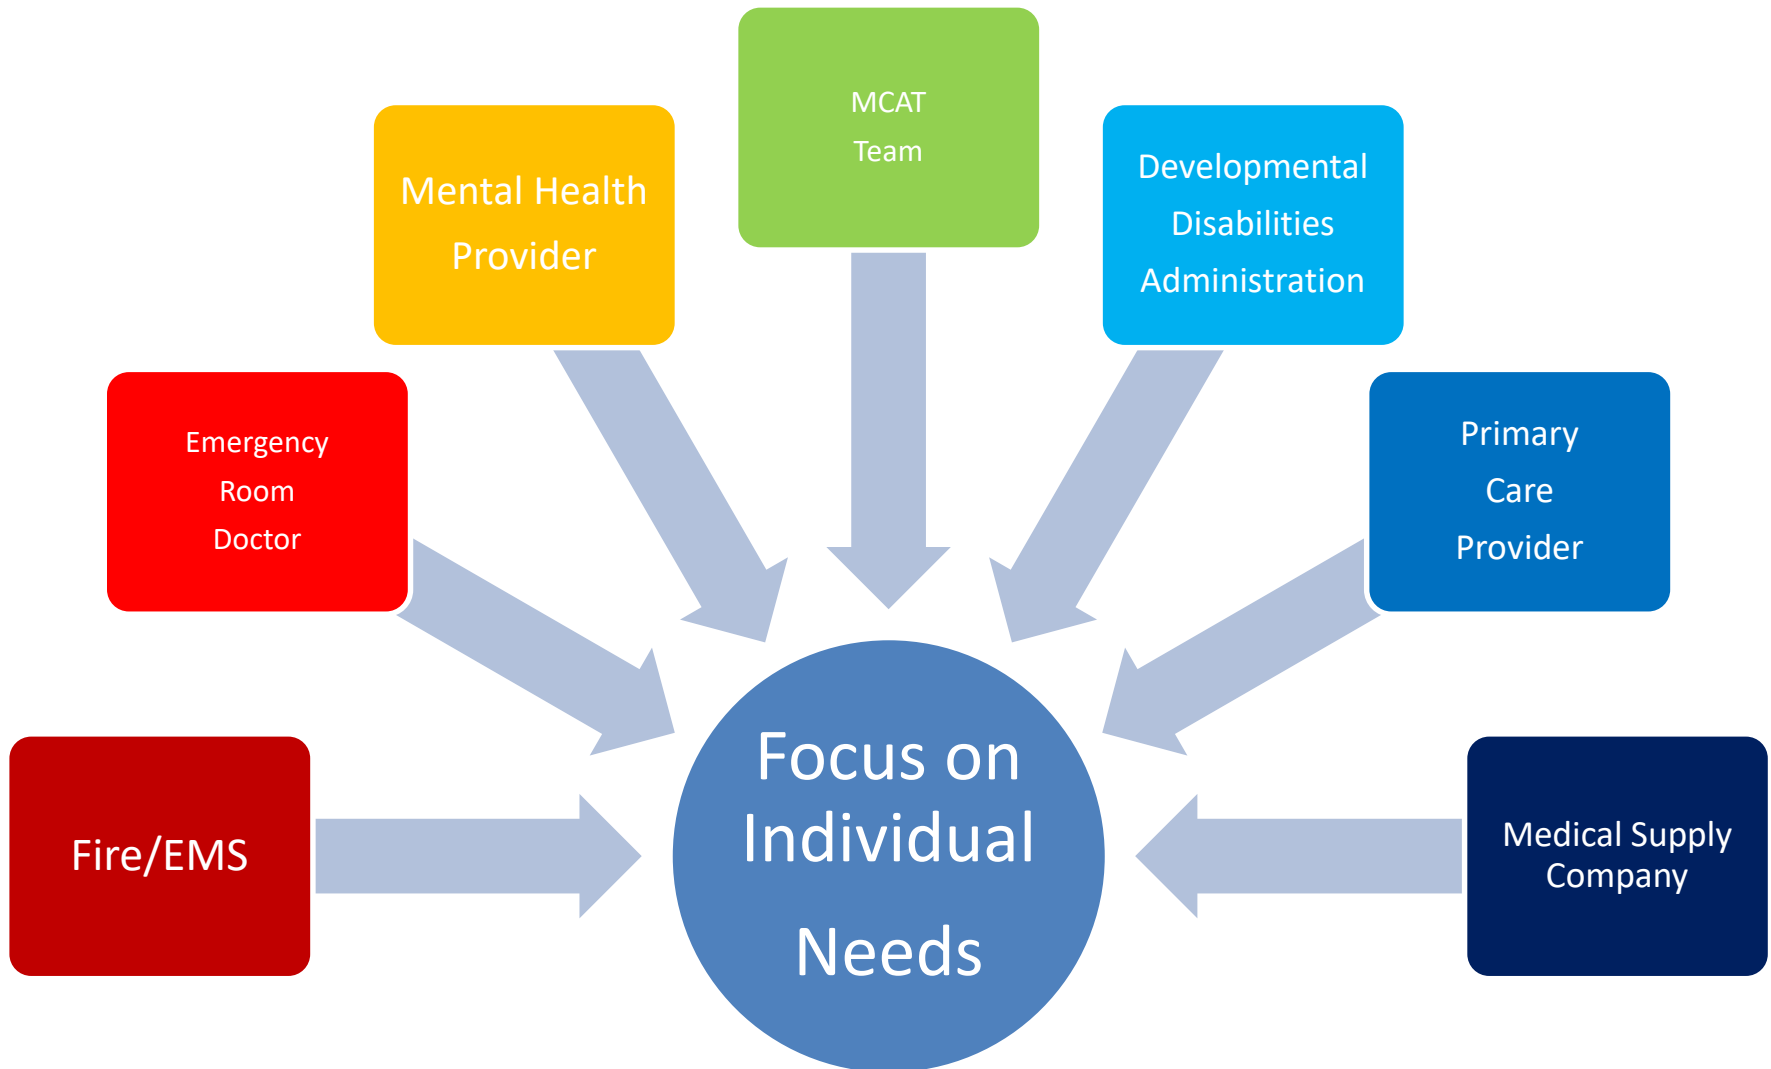 MCAT
Team
Mental Health
Provider
Developmental
Disabilities
Administration
Emergency
Room
Doctor
Primary
Care
Provider
Fire/EMS
Focus on
Individual
Needs
Medical Supply
Company